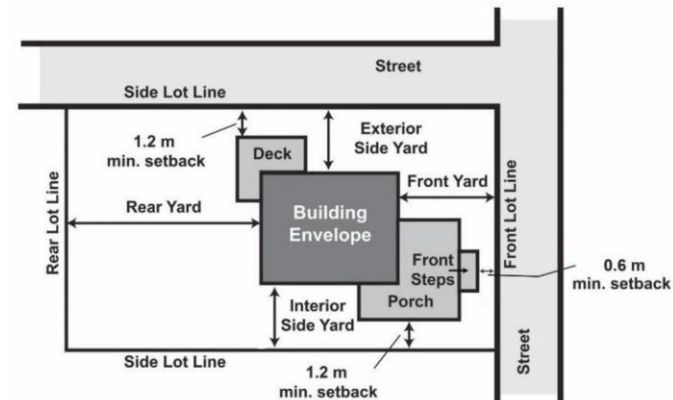 Street
Side Lot Line
1.2 m
min. setback
Deck
Exterior
Side Yard
Front Yard
Front Lot Line
Rear Lot Line
Rear Yard
Building
Envelope
Front
Steps
Porch
0.6 m
min. setback
Interior
Side Yard
Side Lot Line
1.2 m
min. setback
Street